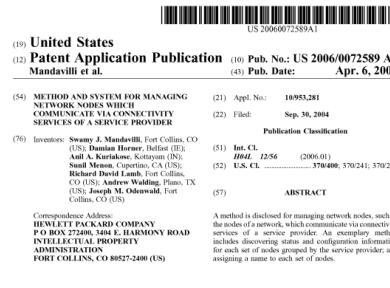 US 20060072589A1
(19) United States
(12) Patent Application Publication (10) Pub. No.: US 2006/0072589 A
Mandavilli et al. (43) Pub. Date: Apr. 6, 200
(54) METHOD AND SYSTEM FOR MANAGING
NETWORK NODES WHICH
COMMUNICATE VIA CONNECTIVITY
SERVICES OF A SERVICE PROVIDER
(76) Inventors: Swamy J. Mandavilli, Fort Collins, CO
(US); Damian Horner, Belfast (IE);
Anil A. Kuriakose, Kottayam (IN);
Sunil Menon, Cupertino, CA (US);
Richard David Lamb, Fort Collins,
CO (US); Andrew Walding, Plano, TX
(US); Joseph M. Odenwald, Fort
Collins, CO (US)
Correspondence Address:
HEWLETT PACKARD COMPANY
P O BOX 272400, 3404 E. HARMONY ROAD
INTELLECTUAL PROPERTY
ADMINISTRATION
FORT COLLINS, CO 80527-2400 (US)
(21) Appl. No.: 10/953,281
(22) Filed: Sep. 30, 2004
Publication Classification
(51) Int. Cl.
H04L 12/56 (2006.01)
(52) U.S. Cl. 370/400; 370/241; 370/2
(57) ABSTRACT
A method is disclosed for managing network nodes, such
the nodes of a network, which communicate via connectiv
services of a service provider. An exemplary meth
includes discovering status and configuration informati
for each set of nodes grouped by the service provider; a
assigning a name to each set of nodes.